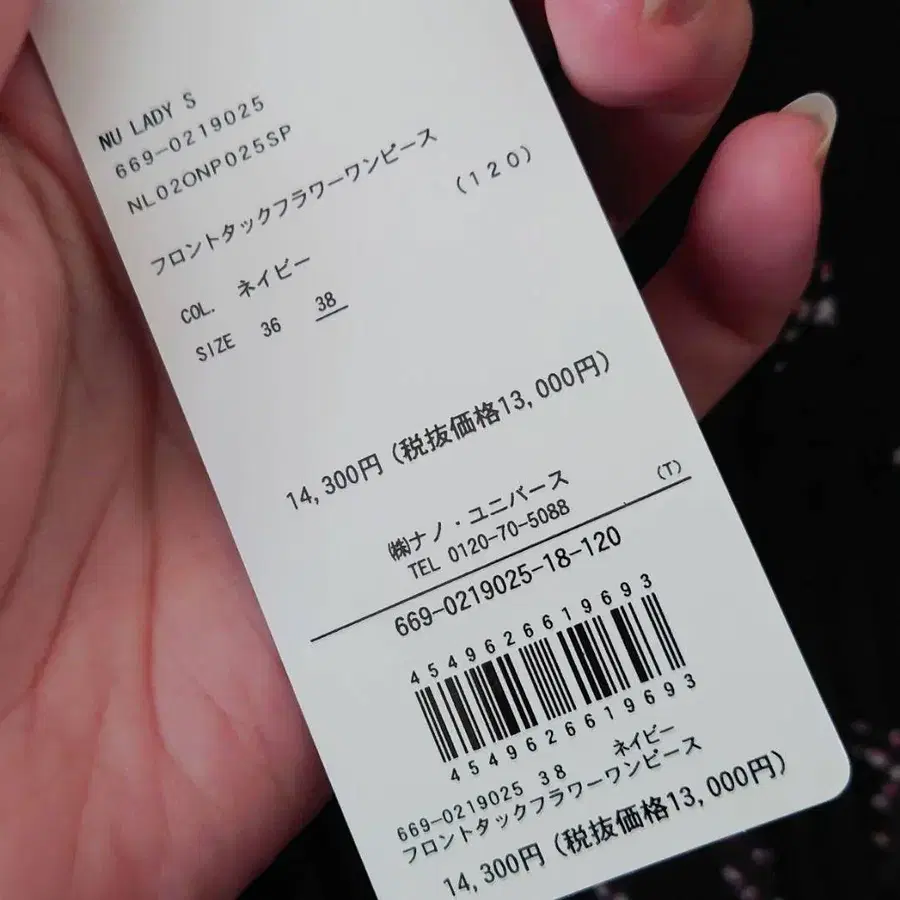 NU LADY S
669-0219025
NL02ONP025SP
フロントタックフラワーワンピース
(120)
COL. ネイビー
SIZE 36 38
14,300円(税抜価格13,000円)
㈱ナノ・ユニバース
TEL 0120-70-5088
(T)
669-0219025-18-120
4549626619693
4549626619693
669-0219025 38 ネイビー
フロントタックフラワーワンピース
14,300円(税抜価格13,000円)